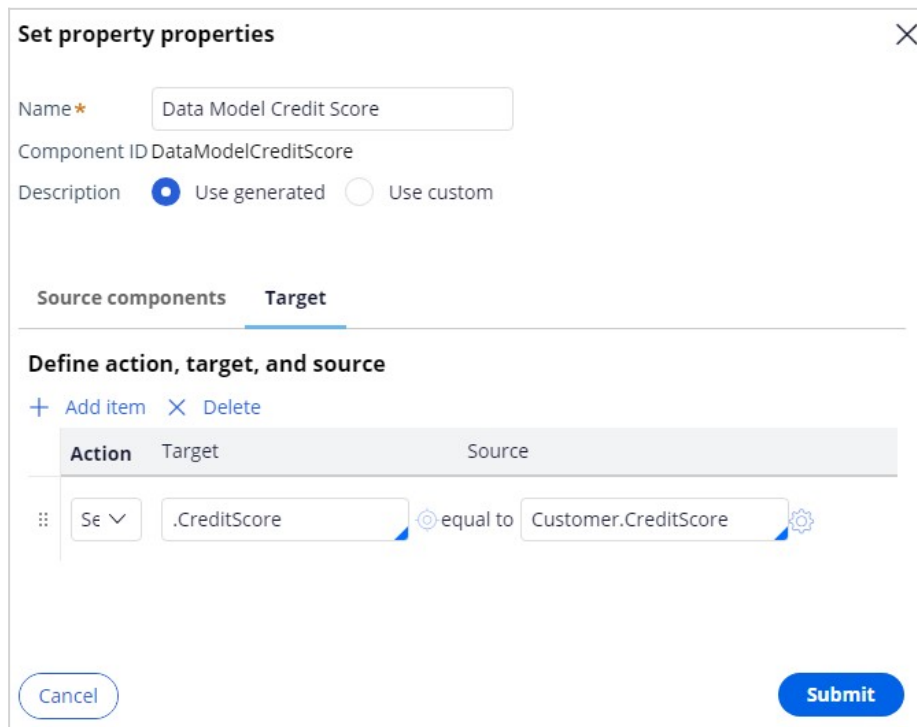 Set property properties
Name* Data Model Credit Score
Component ID DataModelCreditScore
Description Use generated Use custom
Source components Target
Define action, target, and source
+ Add item × Delete
Action Target Source
Se .CreditScore equal to Customer.CreditScore
Cancel Submit